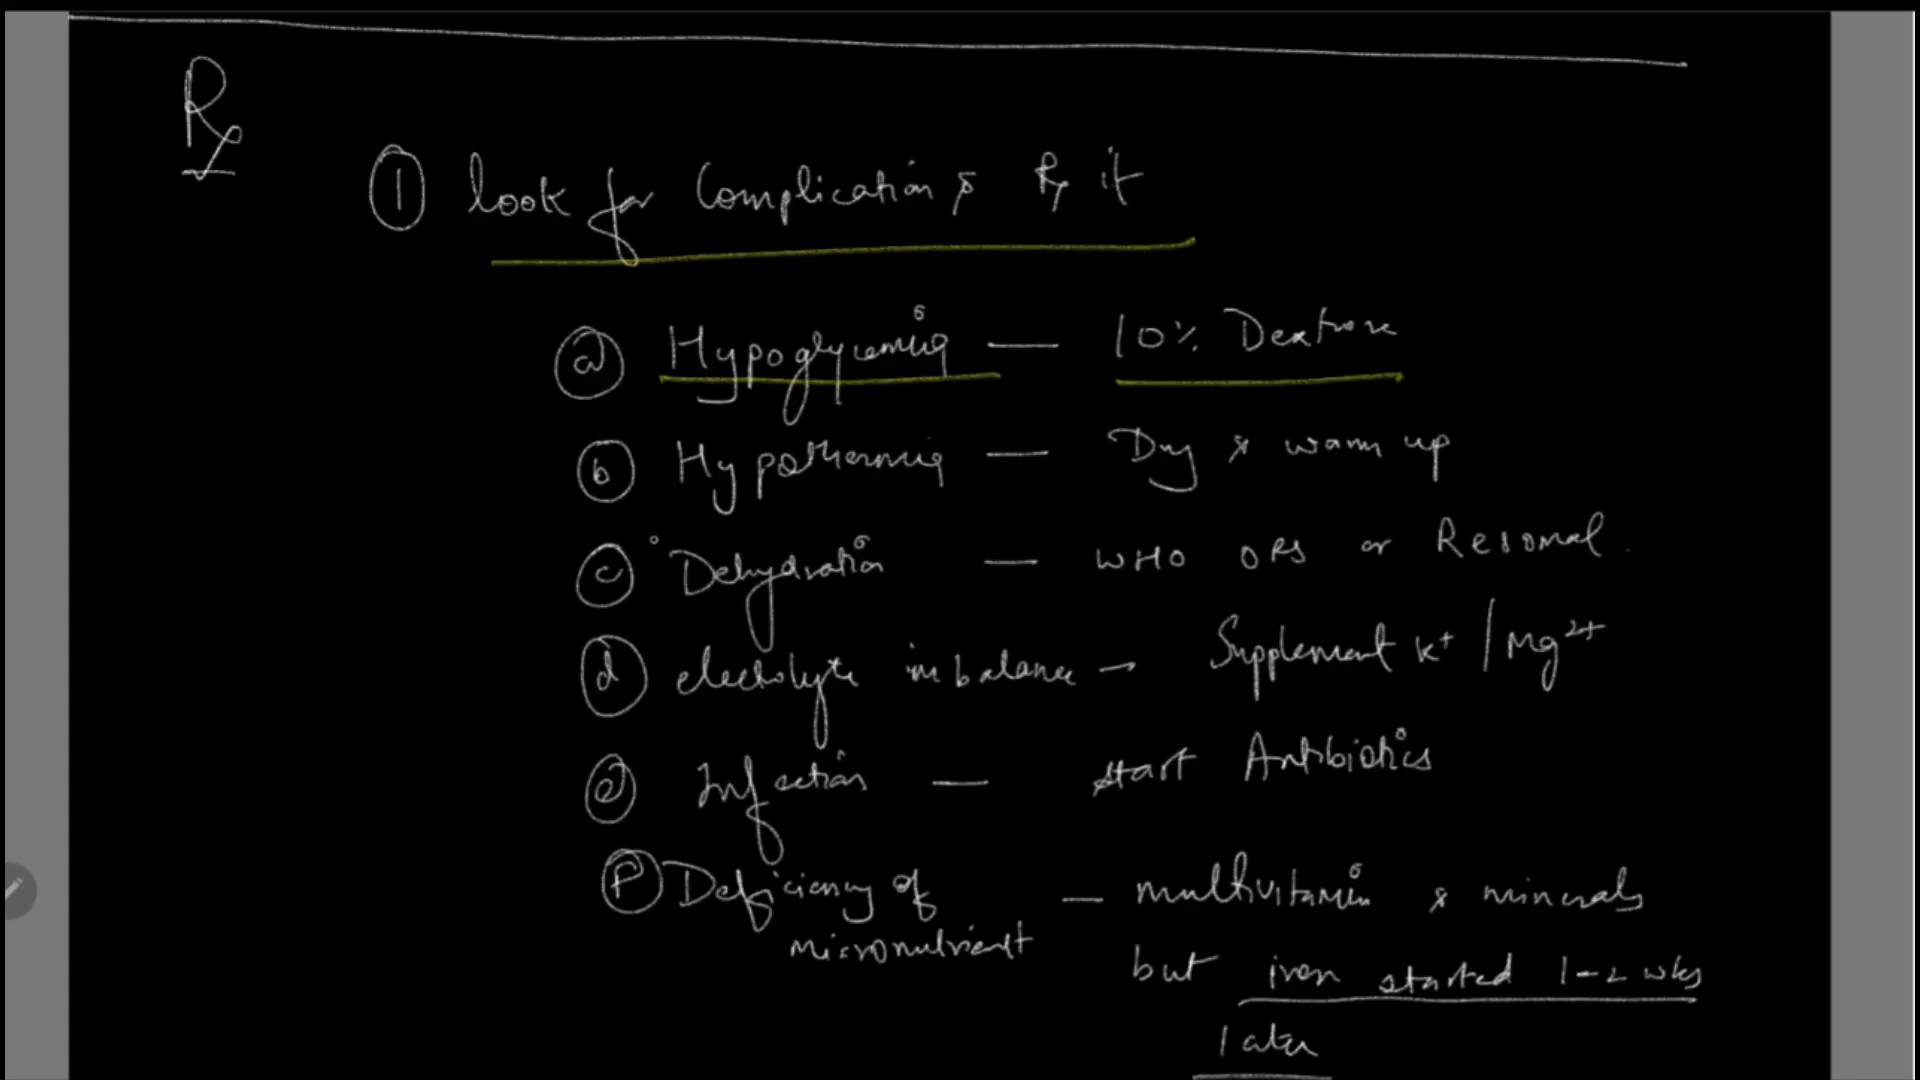 Rx
① look for Complication & Rx it
ⓐ Hypoglycemia — 10% Dextrose
ⓑ Hypothermia — Dry & warm up
ⓒ Dehydration — WHO ORS or Resomal.
ⓓ electrolyte imbalance → Supplement K+ / Mg2+
ⓔ Infection — start Antibiotics
ⓕ Deficiency of — multivitamin & minerals
micronutrient
but iron started 1-2 wks
later